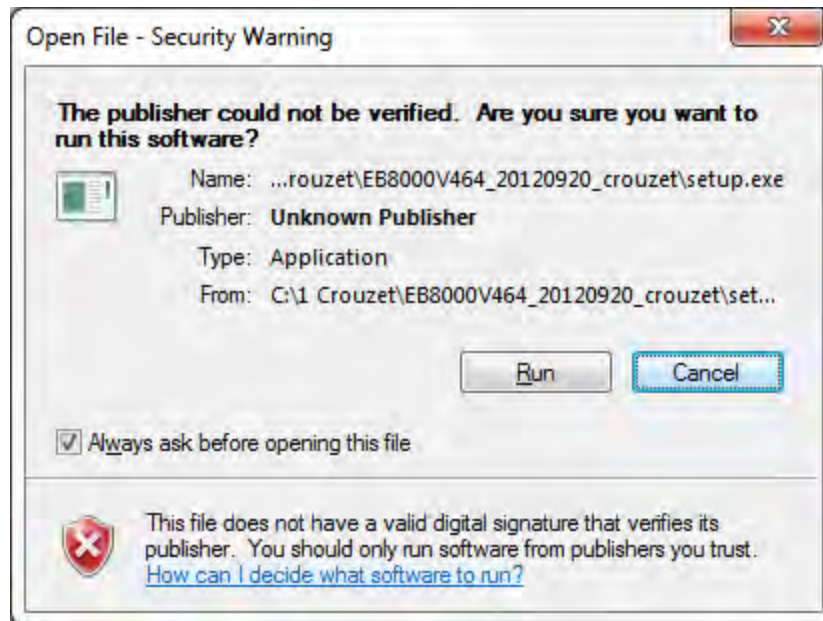 Open File - Security Warning
The publisher could not be verified. Are you sure you want to
run this software?
Name: ...rouzet\EB8000V464_20120920_crouzet\setup.exe
Publisher: Unknown Publisher
Type: Application
From: C:\1 Crouzet\EB8000V464_20120920_crouzet\set...
Run Cancel
Always ask before opening this file
This file does not have a valid digital signature that verifies its
publisher. You should only run software from publishers you trust.
How can I decide what software to run?